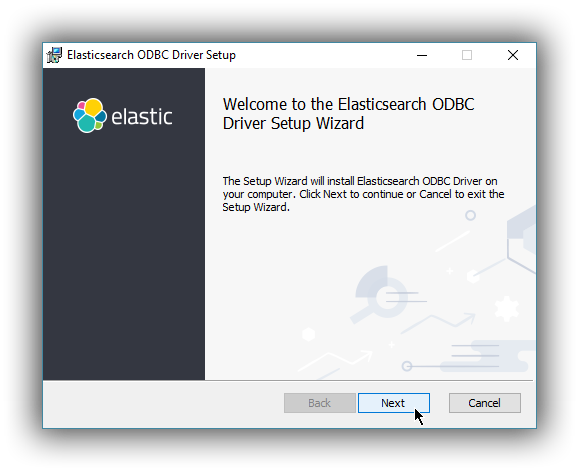 Elasticsearch ODBC Driver Setup
elastic
Welcome to the Elasticsearch ODBC
Driver Setup Wizard
The Setup Wizard will install Elasticsearch ODBC Driver on
your computer. Click Next to continue or Cancel to exit the
Setup Wizard.
Back
Next
Cancel